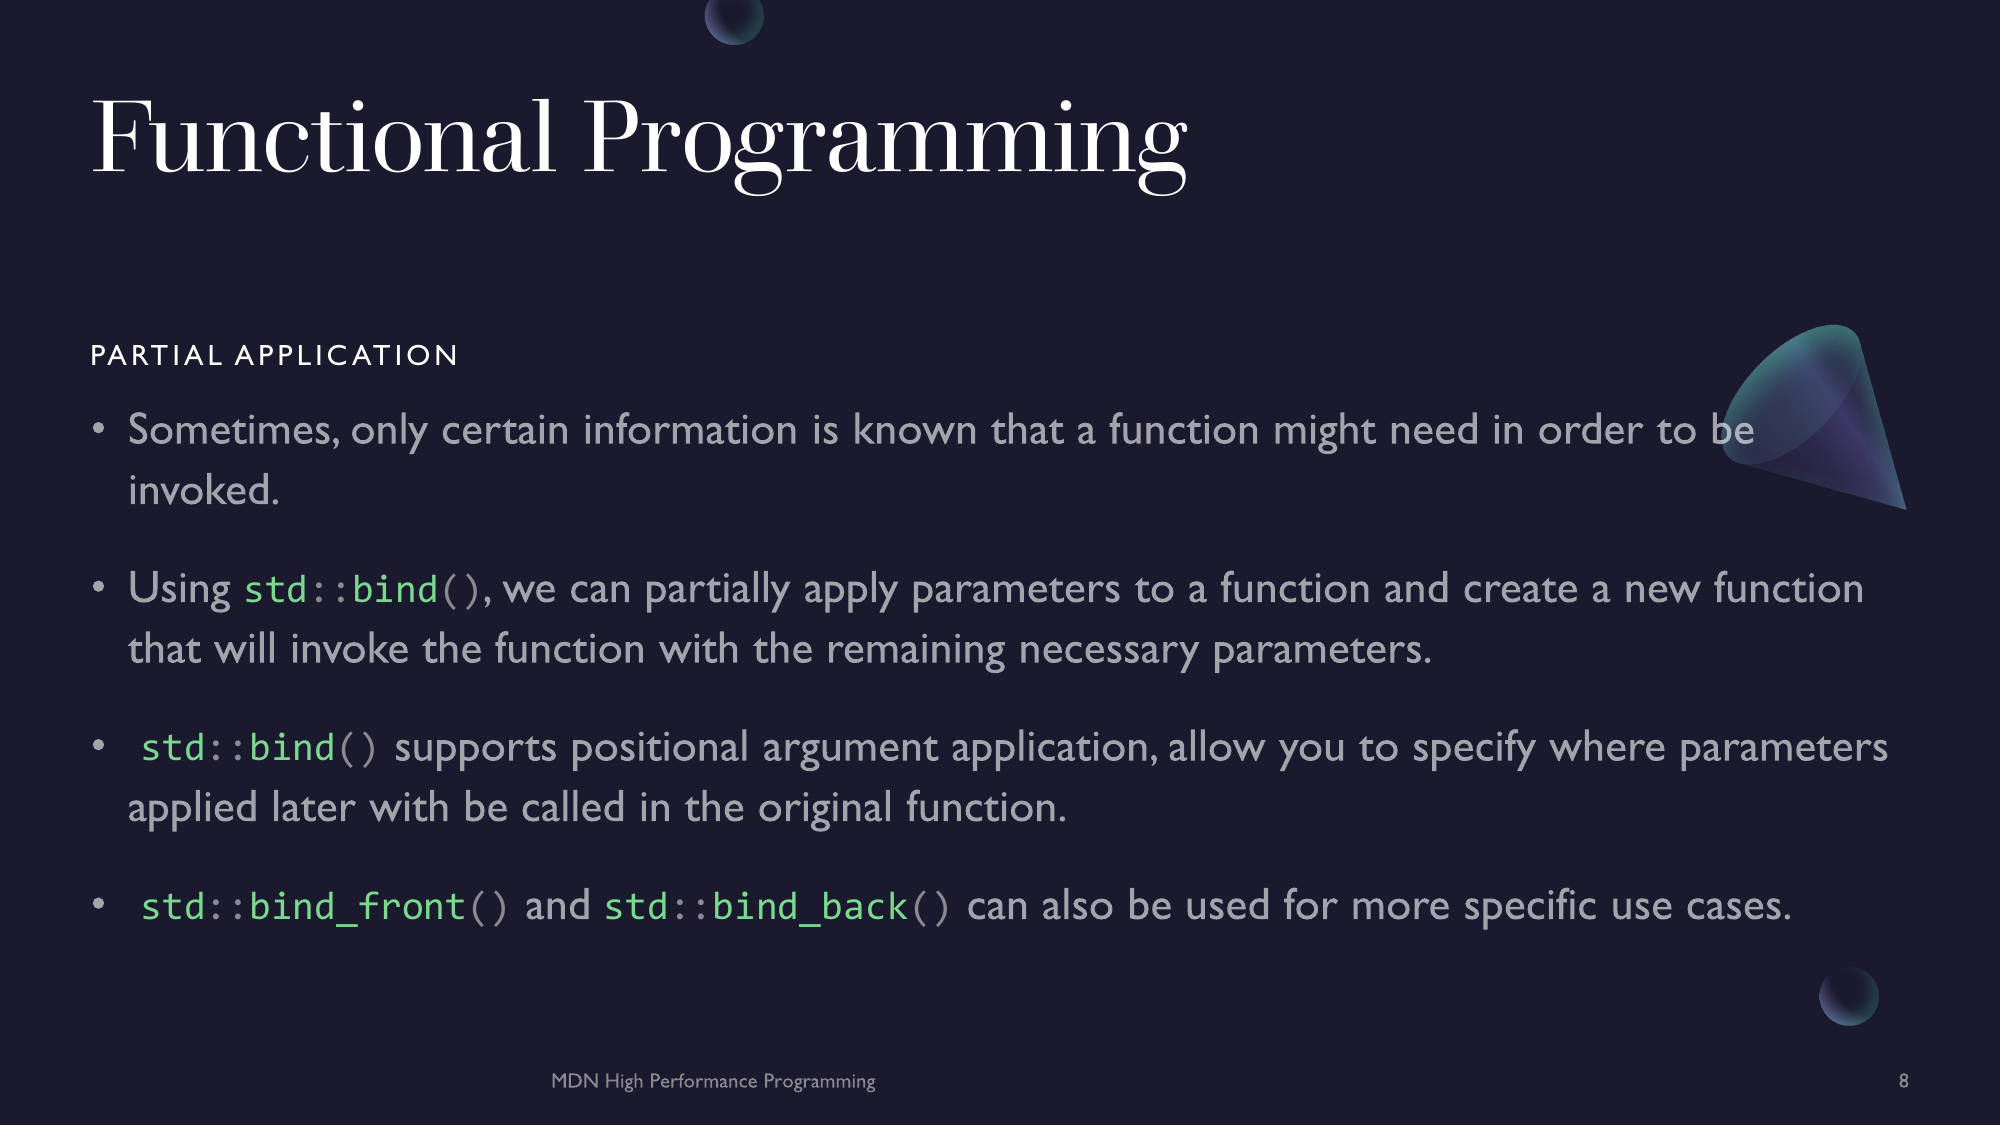 Functional Programming
PARTIAL APPLICATION
• Sometimes, only certain information is known that a function might need in order to be
invoked.
• Using std::bind(), we can partially apply parameters to a function and create a new function
that will invoke the function with the remaining necessary parameters.
• std::bind() supports positional argument application, allow you to specify where parameters
applied later with be called in the original function.
• std::bind_front() and std::bind_back() can also be used for more specific use cases.
MDN High Performance Programming
8